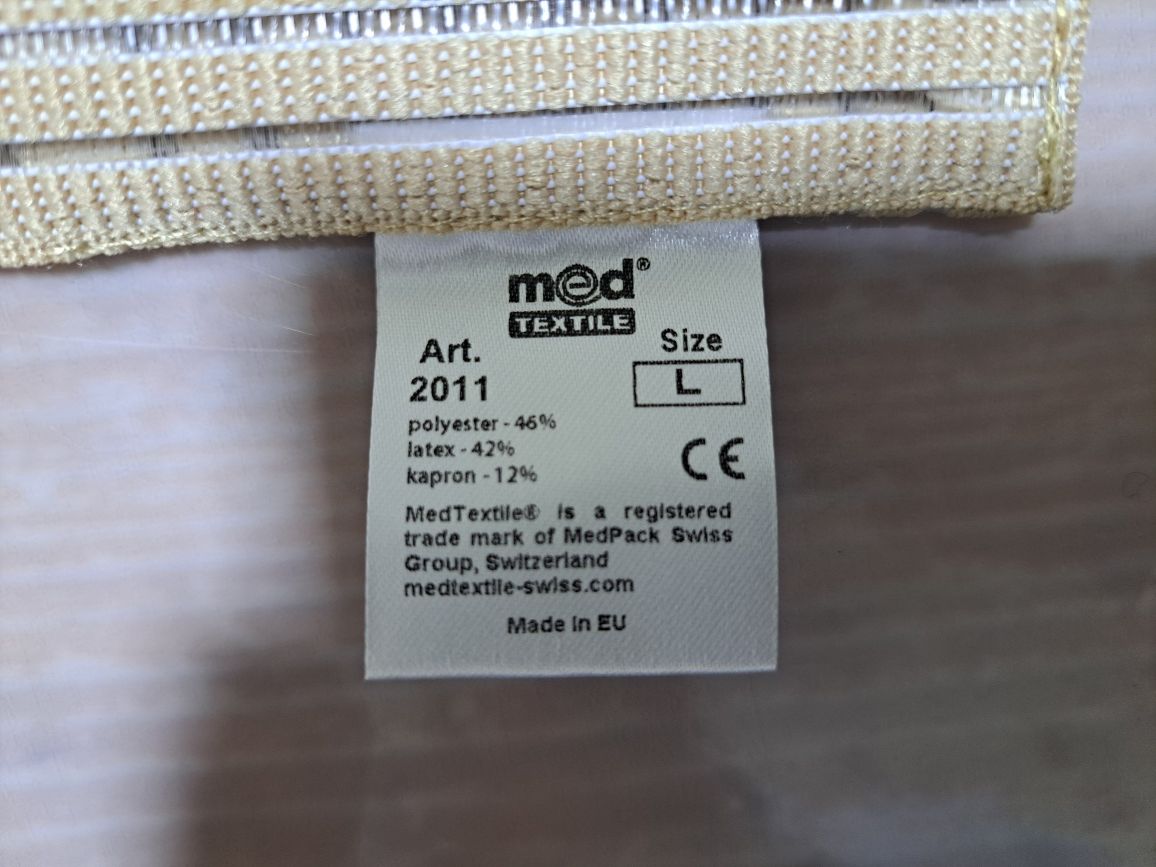 med®
TEXTILE
Art.
2011
Size
L
polyester - 46%
latex - 42%
kapron - 12%
CE
MedTextile® is a registered
trade mark of MedPack Swiss
Group, Switzerland
medtextile-swiss.com
Made in EU